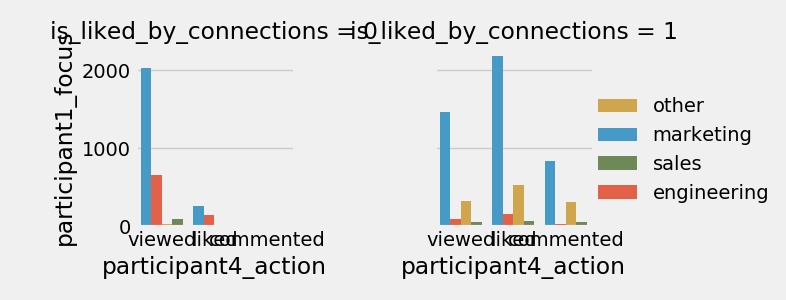 is_liked_by_connections = 0
is_liked_by_connections = 1
participant1_focus
2000
1000
0
viewed
liked
commented
participant4_action
viewed
liked
commented
participant4_action
other
marketing
sales
engineering